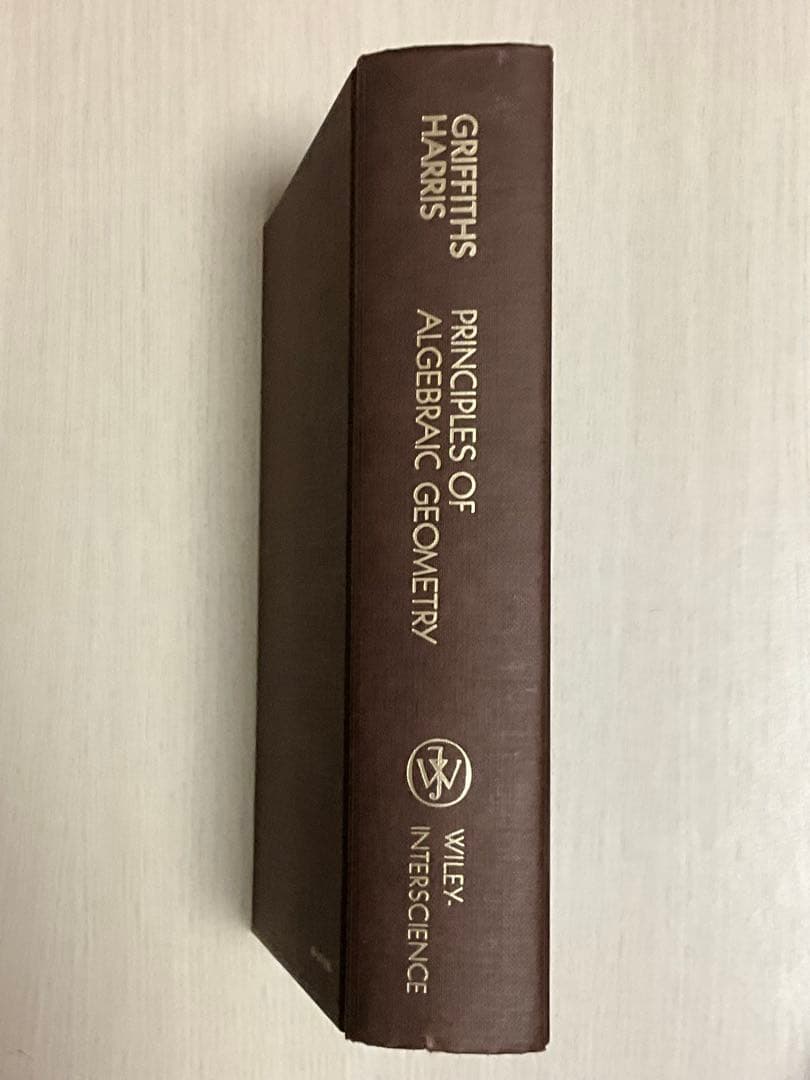 GRIFFITHS
HARRIS
PRINCIPLES OF
ALGEBRAIC GEOMETRY
WILEY-
INTERSCIENCE